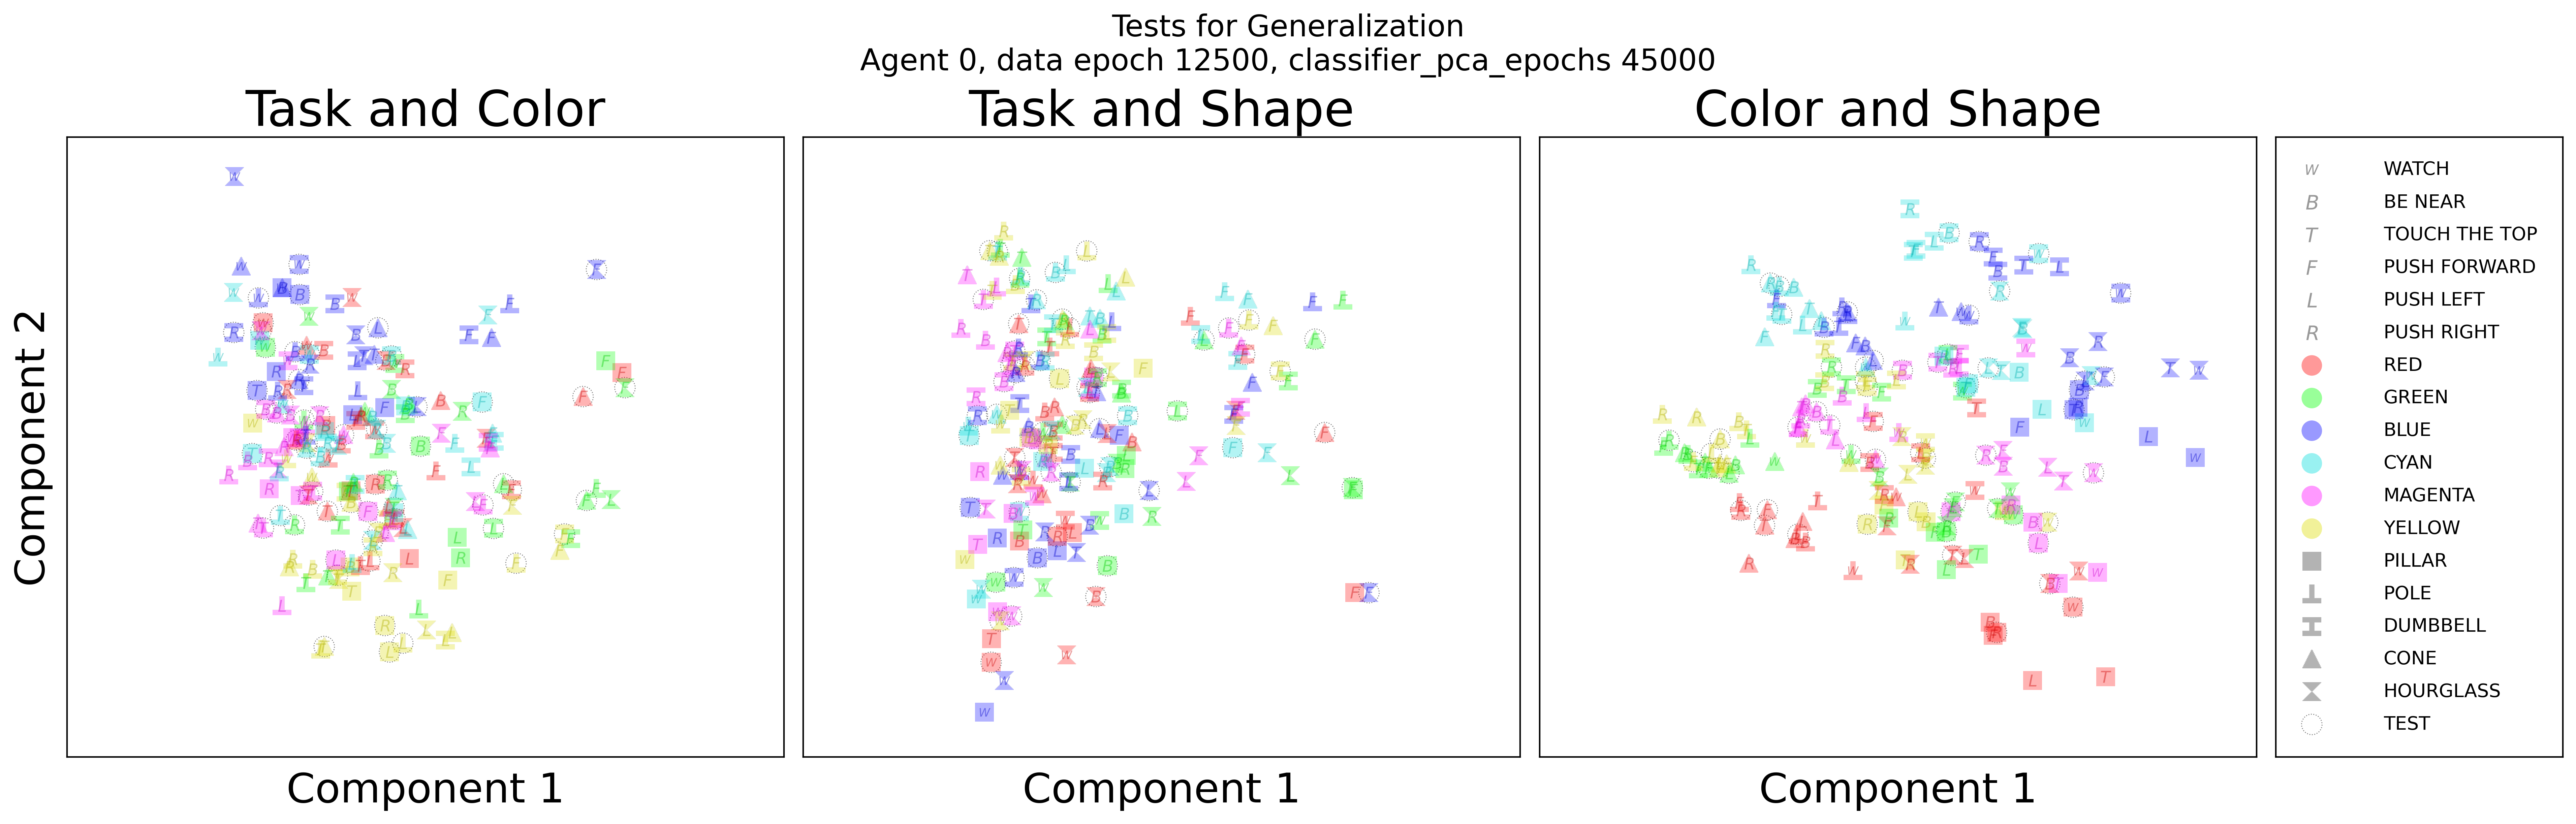 Tests for Generalization
Agent 0, data epoch 12500, classifier_pca_epochs 45000
Task and Color
Task and Shape
Color and Shape
Component 2
Component 1
Component 1
Component 1
W WATCH
B BE NEAR
T TOUCH THE TOP
F PUSH FORWARD
L PUSH LEFT
R PUSH RIGHT
RED
GREEN
BLUE
CYAN
MAGENTA
YELLOW
PILLAR
POLE
DUMBBELL
CONE
HOURGLASS
TEST